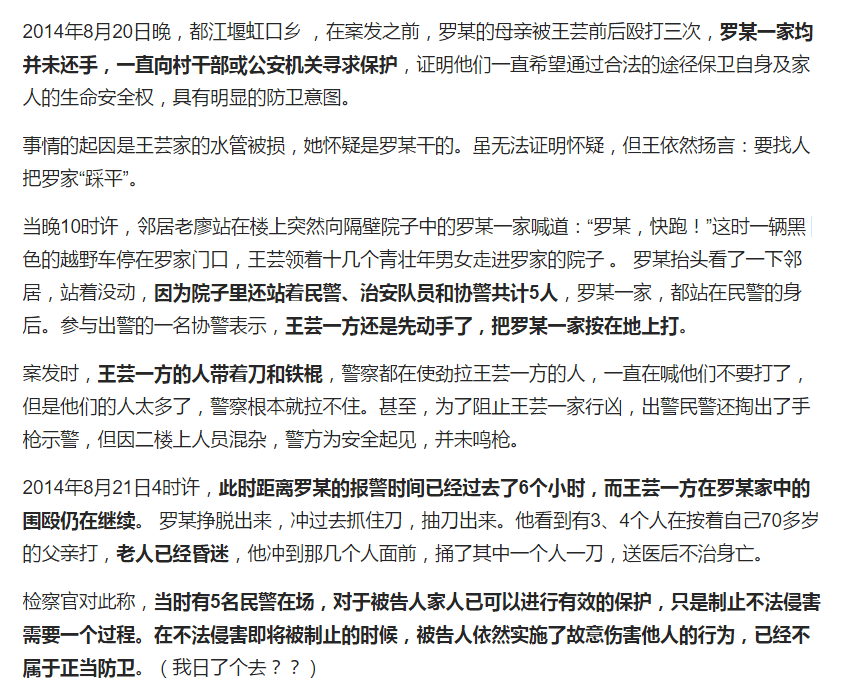 2014年8月20日晚，都江堰虹口乡 ，在案发之前，罗某的母亲被王芸前后殴打三次，罗某一家均
并未还手，一直向村干部或公安机关寻求保护，证明他们一直希望通过合法的途径保卫自身及家
人的生命安全权，具有明显的防卫意图。
事情的起因是王芸家的水管被损，她怀疑是罗某干的。虽无法证明怀疑，但王依然扬言：要找人
把罗家“踩平”。
当晚10时许，邻居老廖站在楼上突然向隔壁院子中的罗某一家喊道：“罗某，快跑！”这时一辆黑
色的越野车停在罗家门口，王芸领着十几个青壮年男女走进罗家的院子 。 罗某抬头看了一下邻
居，站着没动，因为院子里还站着民警、治安队员和协警共计5人，罗某一家，都站在民警的身
后。参与出警的一名协警表示，王芸一方还是先动手了，把罗某一家按在地上打。
案发时，王芸一方的人带着刀和铁棍，警察都在使劲拉王芸一方的人，一直在喊他们不要打了，
但是他们的人太多了，警察根本就拉不住。甚至，为了阻止王芸一家行凶，出警民警还掏出了手
枪示警，但因二楼上人员混杂，警方为安全起见，并未鸣枪。
2014年8月21日4时许，此时距离罗某的报警时间已经过去了6个小时，而王芸一方在罗某家中的
围殴仍在继续。 罗某挣脱出来，冲过去抓住刀，抽刀出来。他看到有3、4个人在按着自己70多岁
的父亲打，老人已经昏迷，他冲到那几个人面前，捅了其中一个人一刀，送医后不治身亡。
检察官对此称，当时有5名民警在场，对于被告人家人已可以进行有效的保护，只是制止不法侵害
需要一个过程。在不法侵害即将被制止的时候，被告人依然实施了故意伤害他人的行为，已经不
属于正当防卫。（我日了个去？？）